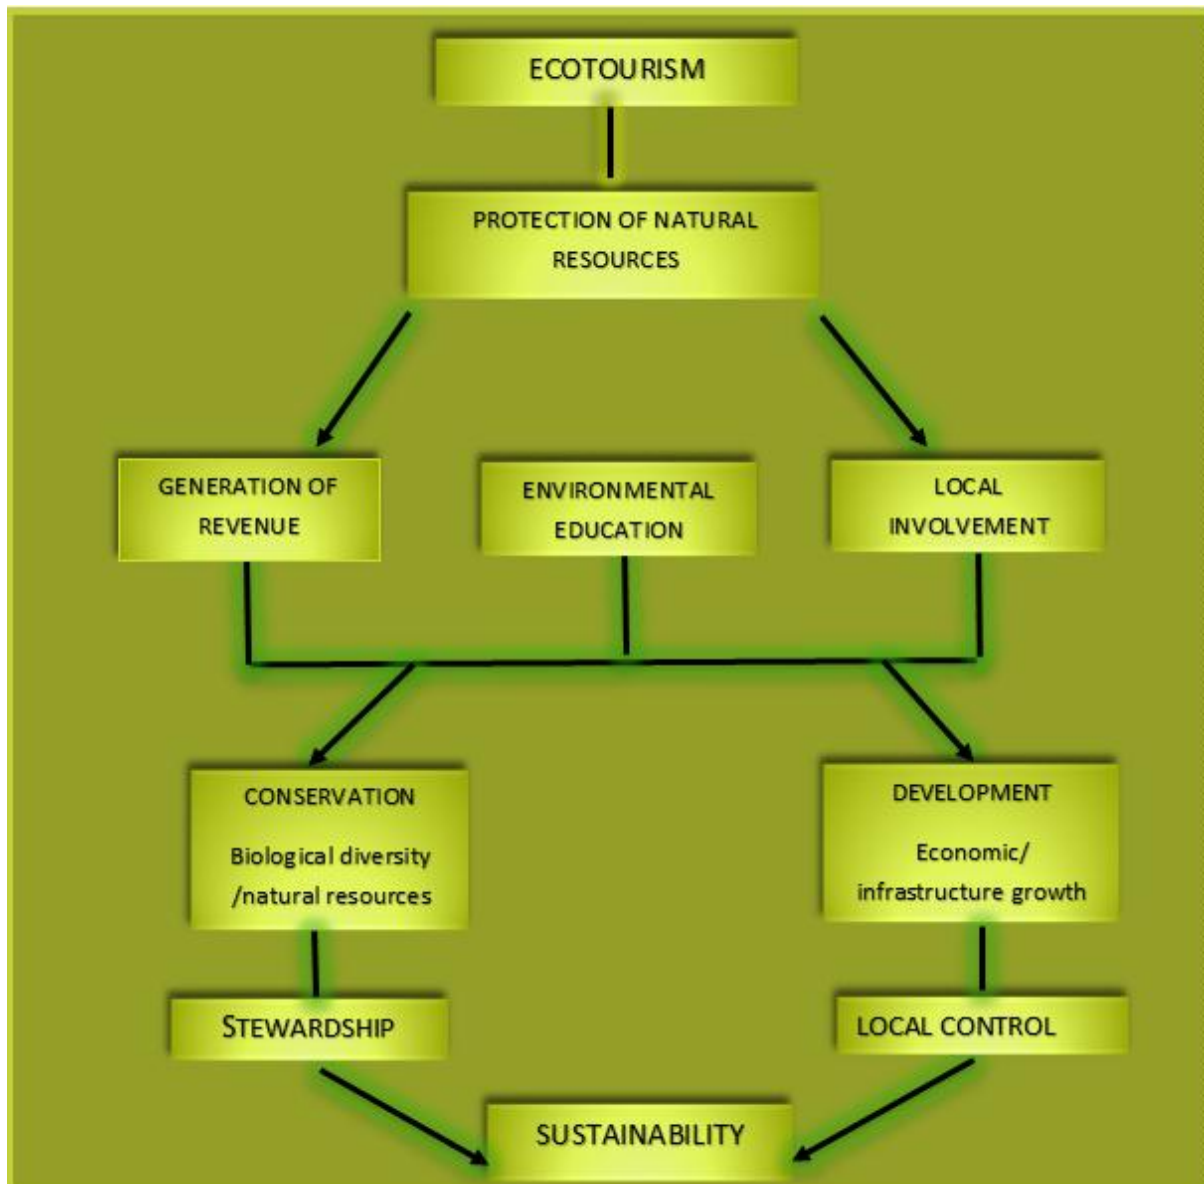 ECOTOURISM
PROTECTION OF NATURAL
RESOURCES
GENERATION OF
REVENUE
ENVIRONMENTAL
EDUCATION
LOCAL
INVOLVEMENT
CONSERVATION
Biological diversity
/natural resources
DEVELOPMENT
Economic/
infrastructure growth
STEWARDSHIP
LOCAL CONTROL
SUSTAINABILITY